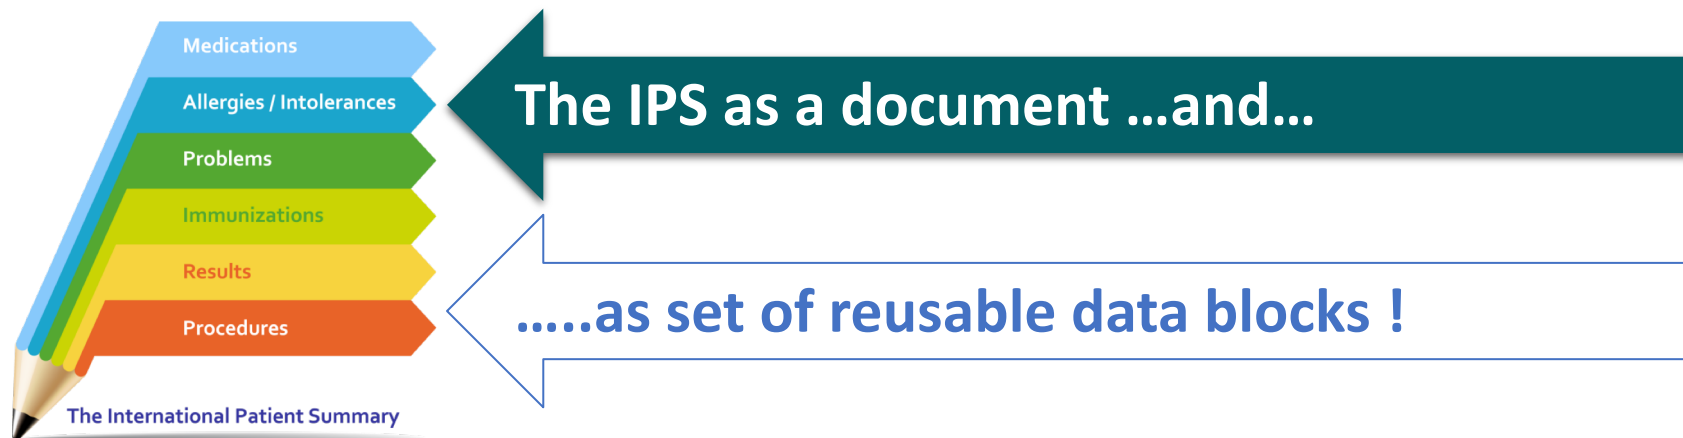 Medications
Allergies / Intolerances
Problems
Immunizations
Results
Procedures
The International Patient Summary
The IPS as a document ...and...
.....as set of reusable data blocks !